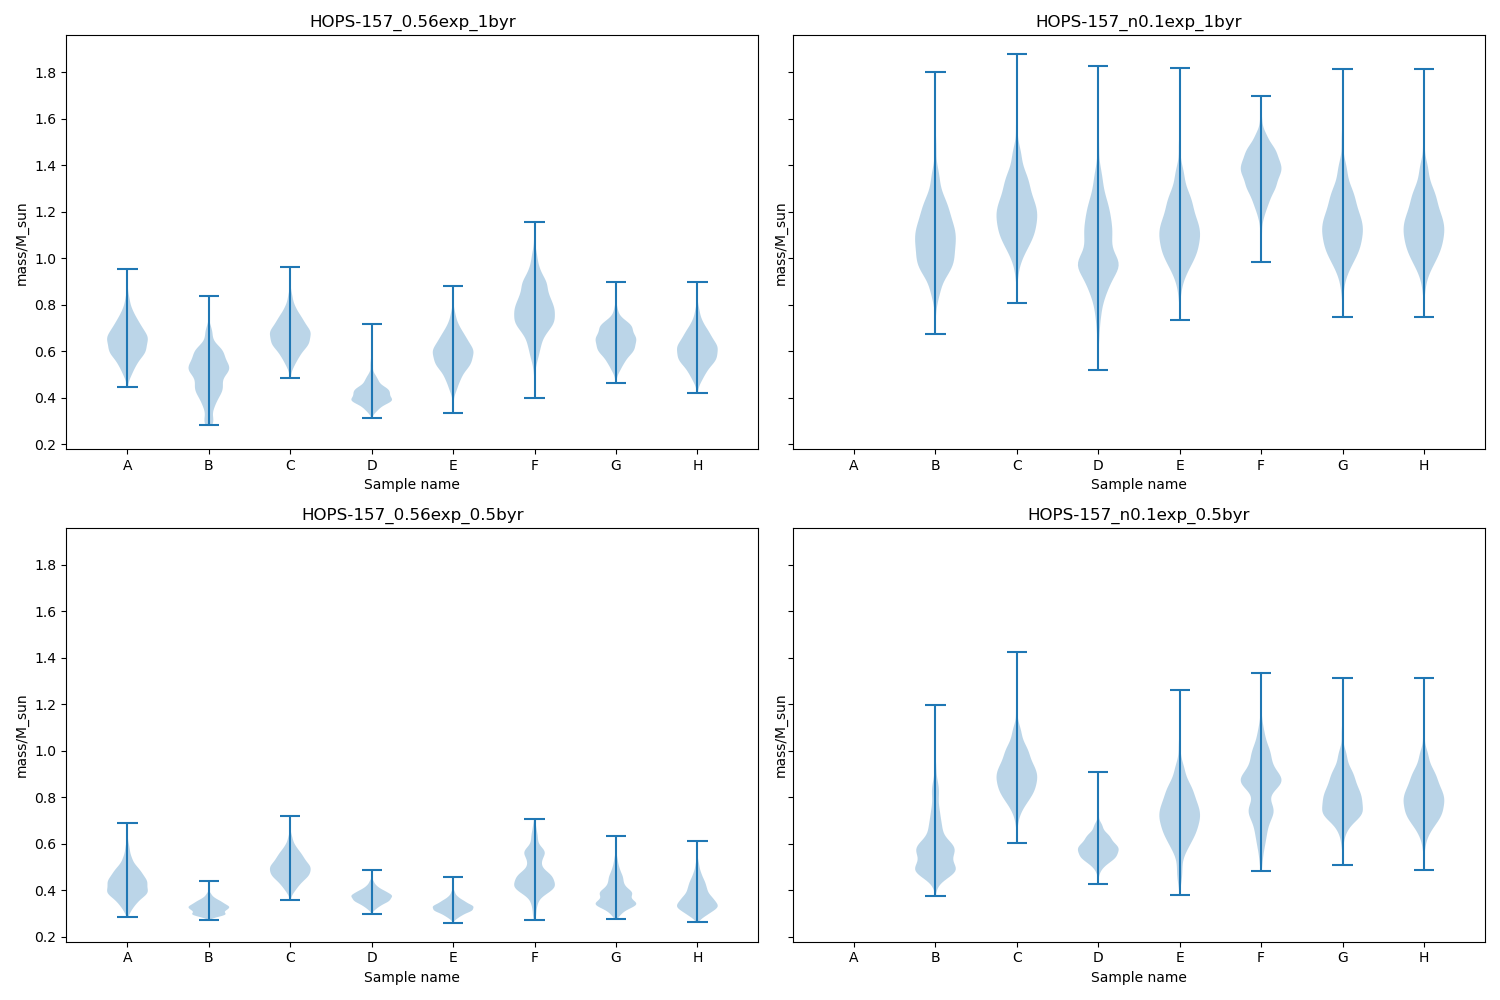 HOPS-157_0.56exp_1byr
HOPS-157_n0.1exp_1byr
mass/M_sun
1.8
1.6
1.4
1.2
1.0
0.8
0.6
0.4
0.2
A B C D E F G H
Sample name
mass/M_sun
A B C D E F G H
Sample name
HOPS-157_0.56exp_0.5byr
HOPS-157_n0.1exp_0.5byr
mass/M_sun
1.8
1.6
1.4
1.2
1.0
0.8
0.6
0.4
0.2
A B C D E F G H
Sample name
mass/M_sun
A B C D E F G H
Sample name